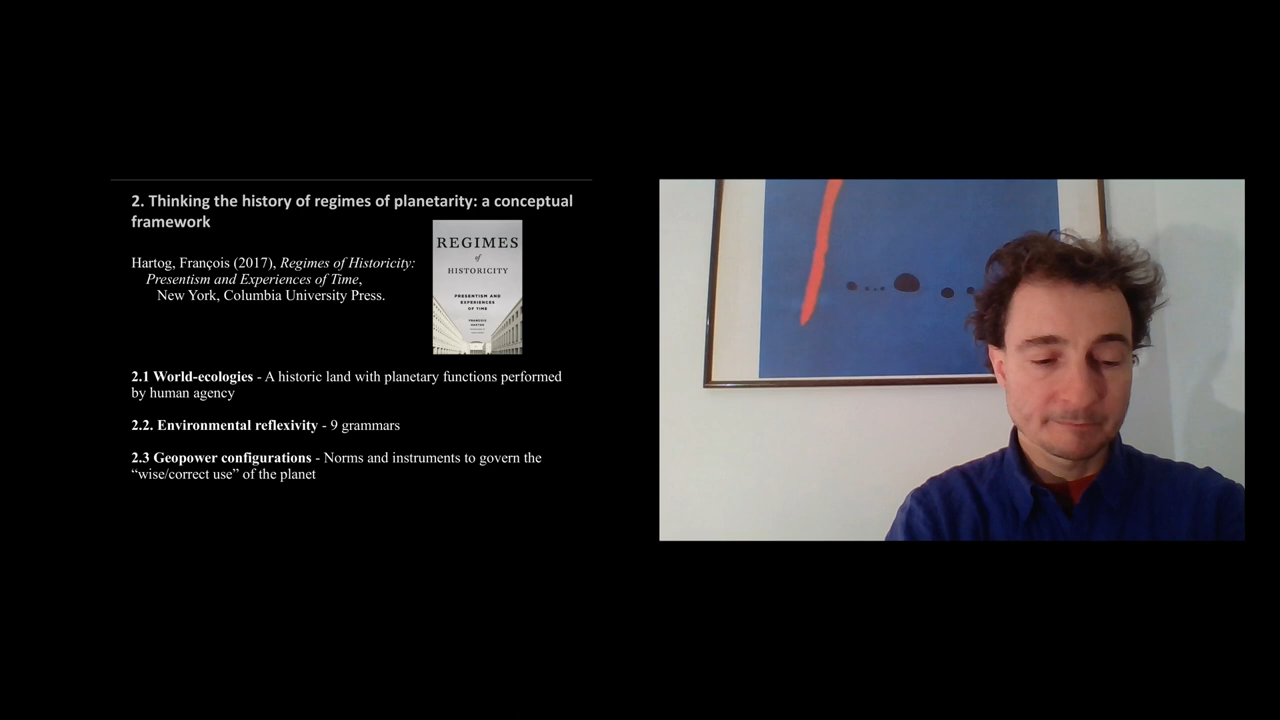 2. Thinking the history of regimes of planetarity: a conceptual
framework
Hartog, François (2017), Regimes of Historicity:
Presentism and Experiences of Time,
New York, Columbia University Press.
REGIMES
of
HISTORICITY
PRESENTISM AND
EXPERIENCES
OF TIME
FRANÇOIS
HARTOG
2.1 World-ecologies - A historic land with planetary functions performed
by human agency
2.2. Environmental reflexivity - 9 grammars
2.3 Geopower configurations - Norms and instruments to govern the
“wise/correct use” of the planet